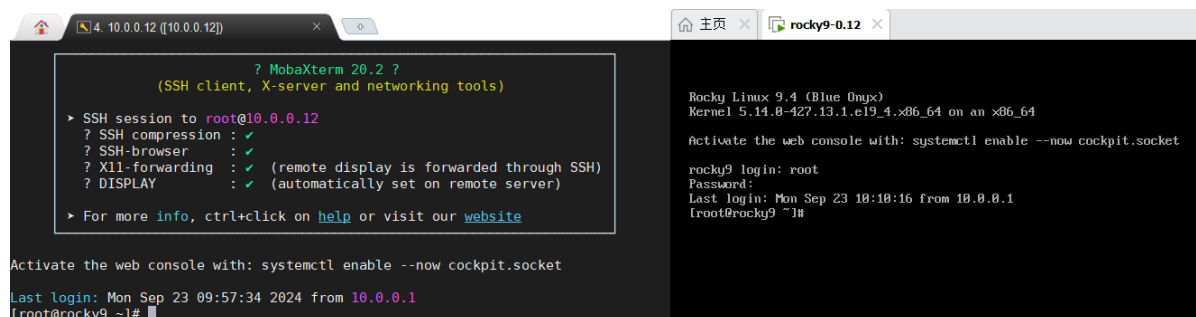 4. 10.0.0.12 ([10.0.0.12])
? MobaXterm 20.2 ?
(SSH client, X-server and networking tools)
➤ SSH session to root@10.0.0.12
? SSH compression : ✔
? SSH-browser : ✔
? X11-forwarding : ✔ (remote display is forwarded through SSH)
? DISPLAY : ✔ (automatically set on remote server)
➤ For more info, ctrl+click on help or visit our website
Activate the web console with: systemctl enable --now cockpit.socket
Last login: Mon Sep 23 09:57:34 2024 from 10.0.0.1
[root@rocky9 ~]#
主页
rocky9-0.12
Rocky Linux 9.4 (Blue Onyx)
Kernel 5.14.0-427.13.1.el9_4.x86_64 on an x86_64
Activate the web console with: systemctl enable --now cockpit.socket
rocky9 login: root
Password:
Last login: Mon Sep 23 10:10:16 from 10.0.0.1
[root@rocky9 ~]#